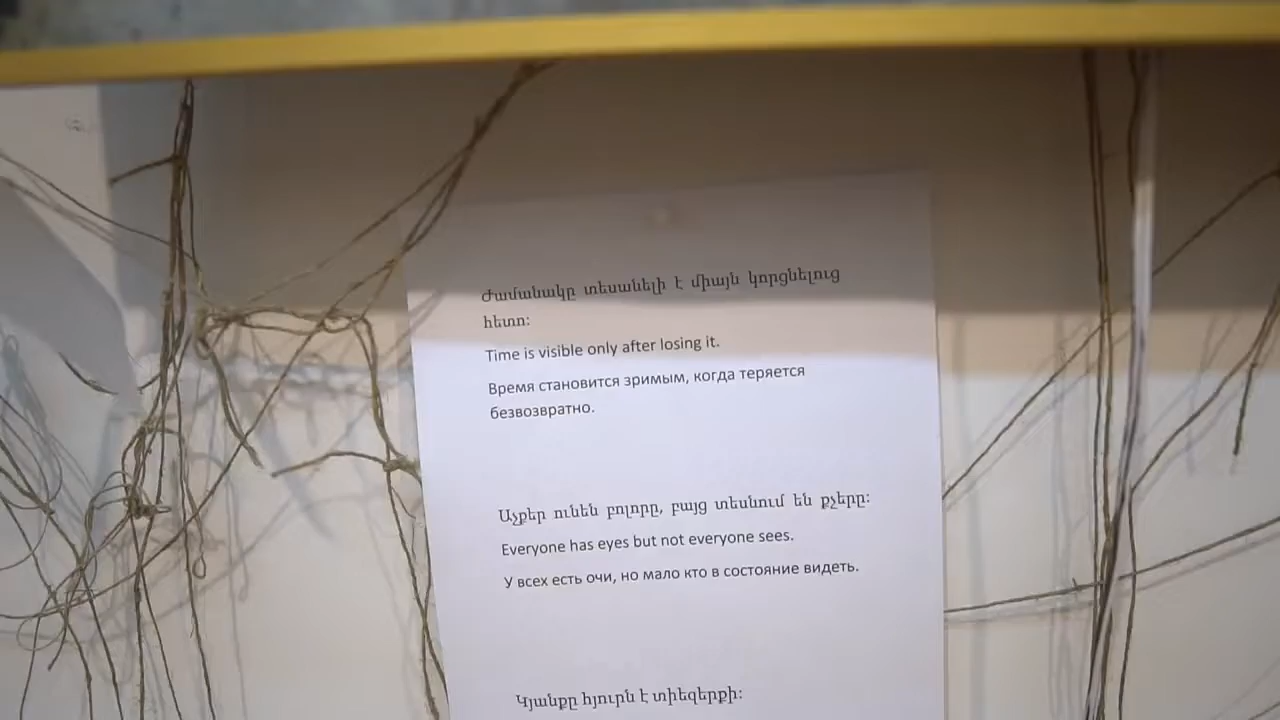 Ժամանակը տեսանելի է միայն կորցնելուց
հետո:
Time is visible only after losing it.
Время становится зримым, когда теряется
безвозвратно.
Աչքեր ունեն բոլորը, բայց տեսնում են քչերը:
Everyone has eyes but not everyone sees.
У всех есть очи, но мало кто в состояние видеть.
Կյանքը հյուրն է տիեզերքի: